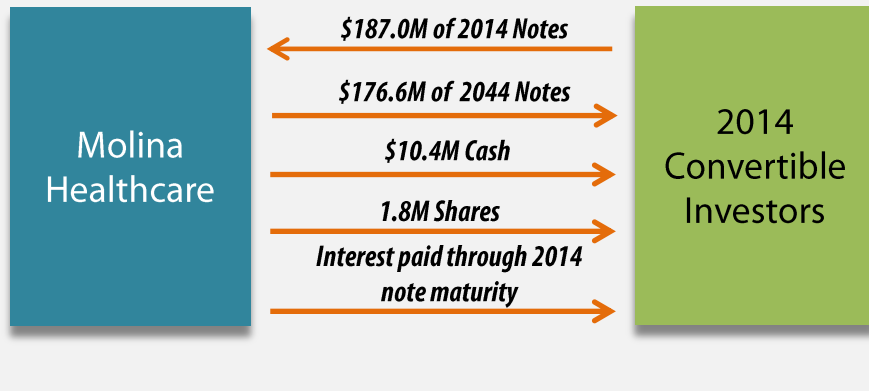 Molina
Healthcare
$187.0M of 2014 Notes
$176.6M of 2044 Notes
$10.4M Cash
1.8M Shares
Interest paid through 2014
note maturity
2014
Convertible
Investors